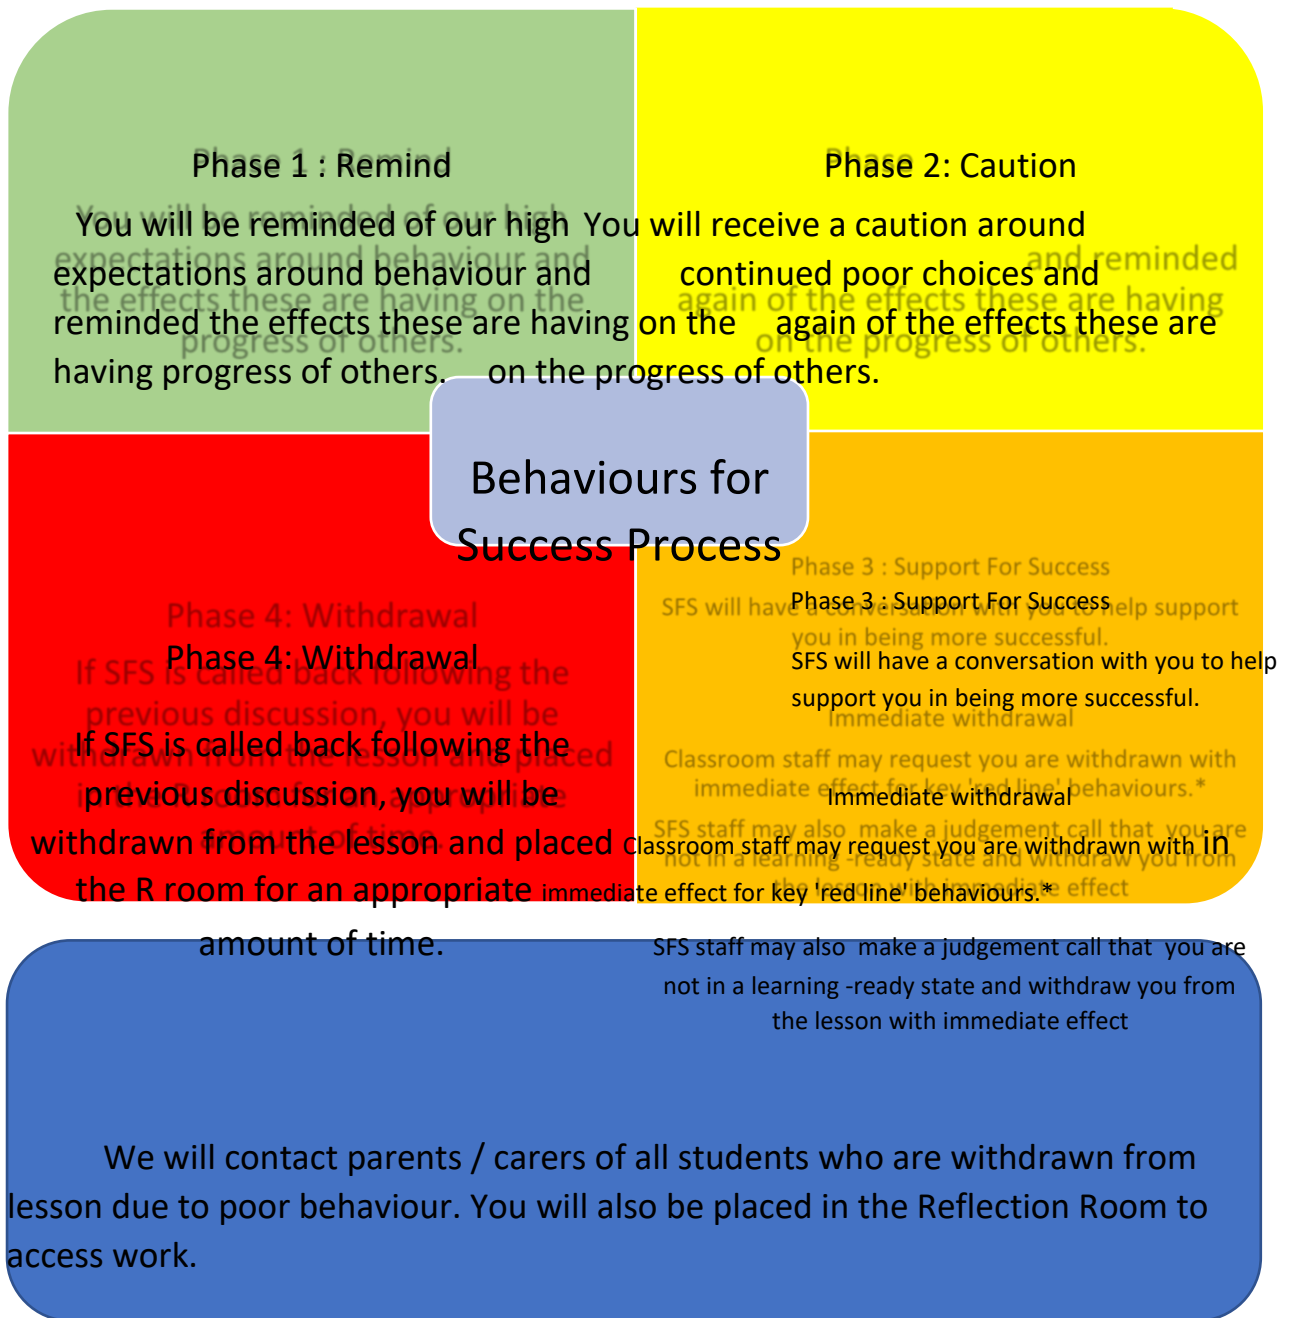 Phase 1 : Remind
You will be reminded of our high
expectations around behaviour and
the effects these are having on the
progress of others.
Phase 2: Caution
You will receive a caution around
continued poor choices and reminded
again of the effects these are having
on the progress of others.
Behaviours for
Success Process
Phase 3 : Support For Success
SFS will have a conversation with you to help
support you in being more successful.
Immediate withdrawal
Classroom staff may request you are withdrawn with
immediate effect for key 'red line' behaviours.*
SFS staff may also make a judgement call that you are
not in a learning -ready state and withdraw you from
the lesson with immediate effect
Phase 4: Withdrawal
If SFS is called back following the
previous discussion, you will be
withdrawn from the lesson and placed
in the R room for an appropriate
amount of time.
We will contact parents / carers of all students who are withdrawn from
lesson due to poor behaviour. You will also be placed in the Reflection Room to
access work.